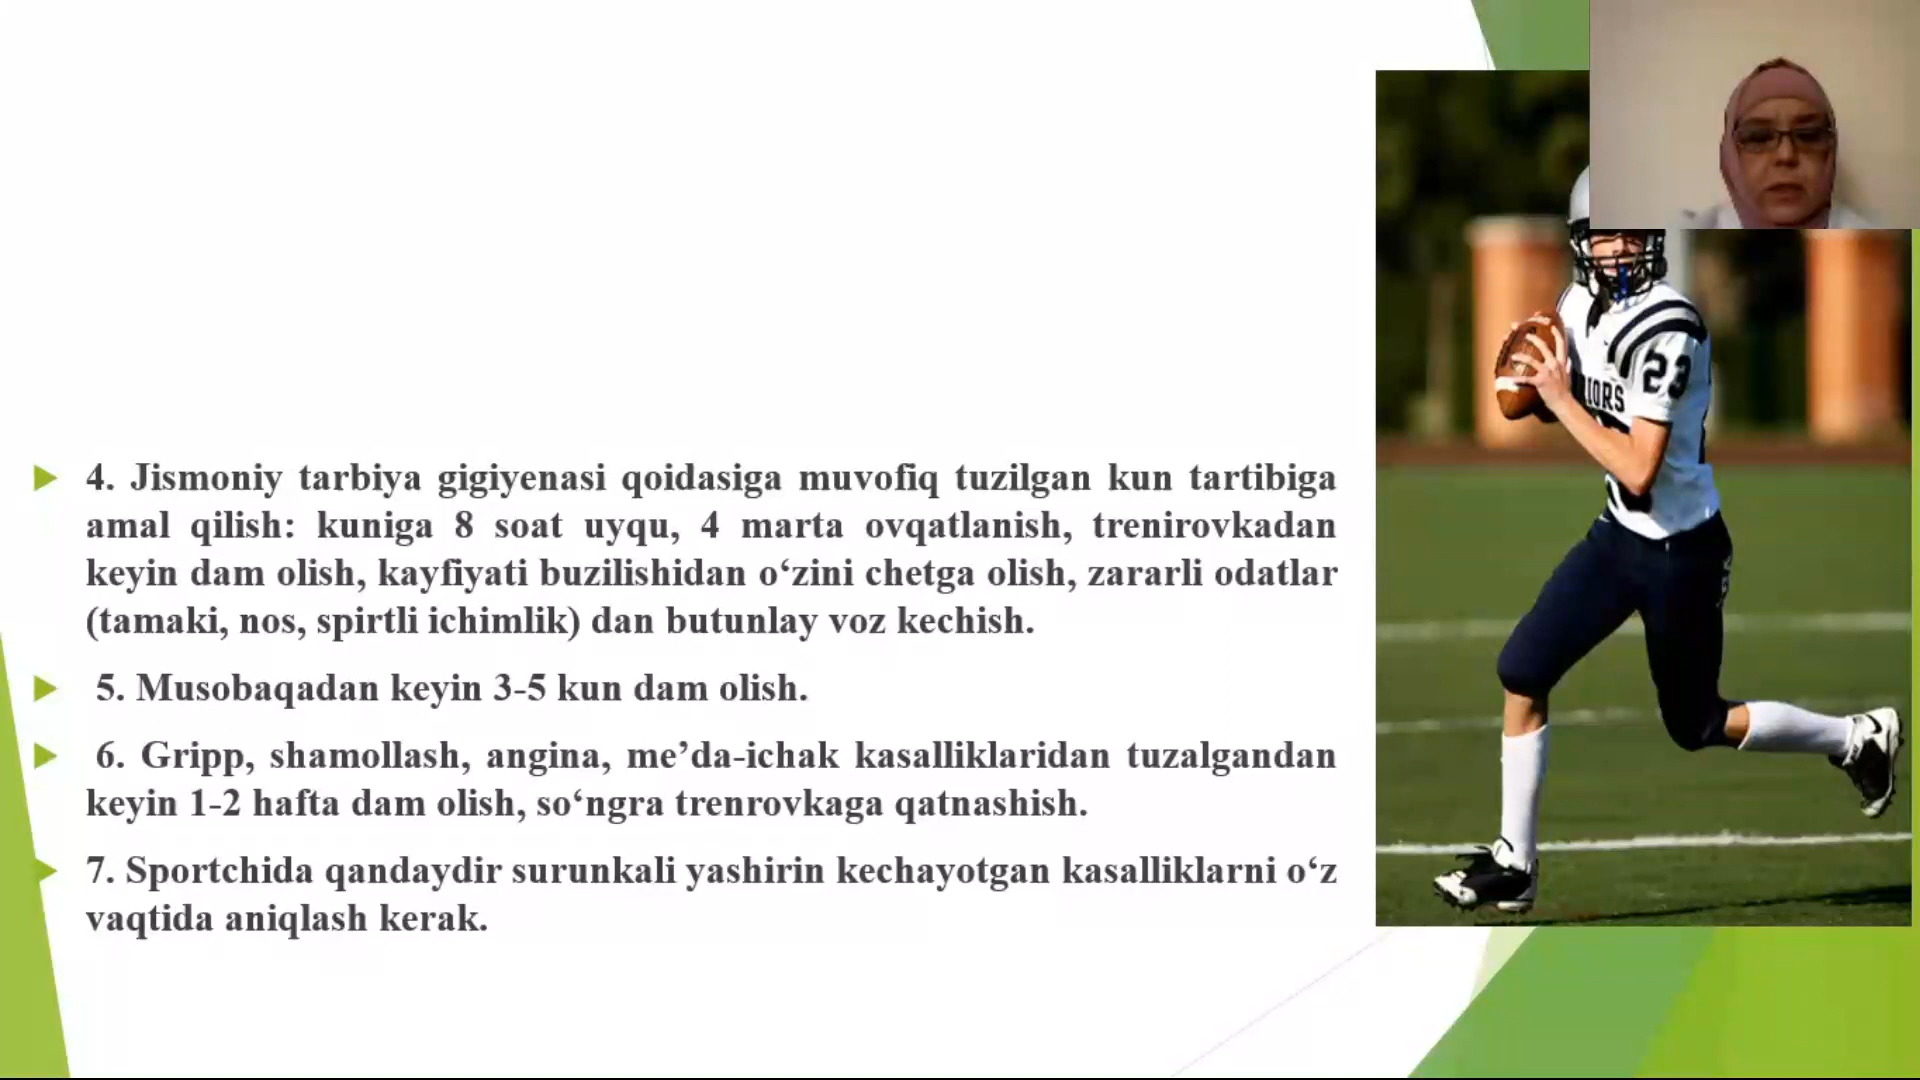 4. Jismoniy tarbiya gigiyenasi qoidasiga muvofiq tuzilgan kun tartibiga
amal qilish: kuniga 8 soat uyqu, 4 marta ovqatlanish, trenirovkadan
keyin dam olish, kayfiyati buzilishidan o‘zini chetga olish, zararli odatlar
(tamaki, nos, spirtli ichimlik) dan butunlay voz kechish.
5. Musobaqadan keyin 3-5 kun dam olish.
6. Gripp, shamollash, angina, me’da-ichak kasalliklaridan tuzalgandan
keyin 1-2 hafta dam olish, so‘ngra trenrovkaga qatnashish.
7. Sportchida qandaydir surunkali yashirin kechayotgan kasalliklarni o‘z
vaqtida aniqlash kerak.
23
RIORS